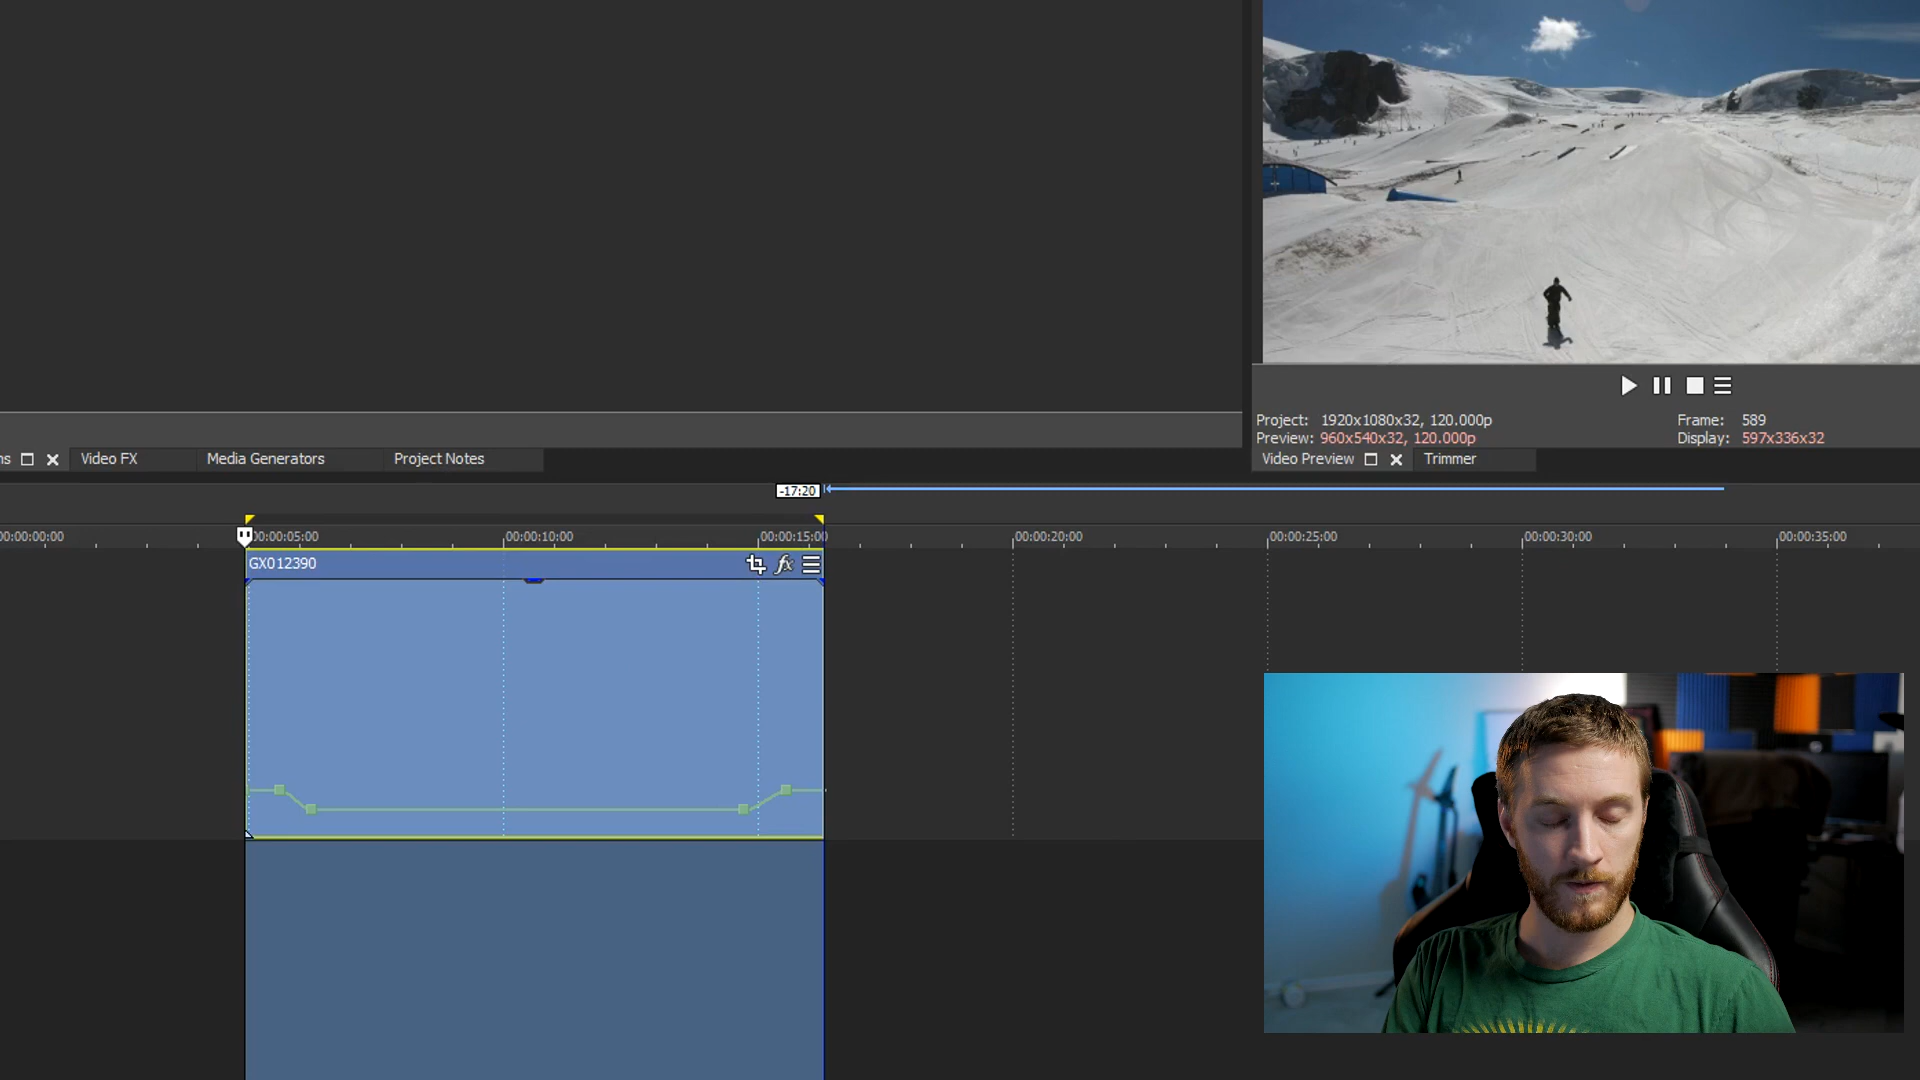 Project: 1920x1080x32, 120.000p
Frame: 589
Preview: 960x540x32, 120.000p
Display: 597x336x32
ns
Video FX
Media Generators
Project Notes
Video Preview
Trimmer
-17:20
00:00:00:00
00:00:05:00
00:00:10:00
00:00:15:00
00:00:20:00
00:00:25:00
00:00:30:00
00:00:35:00
GX012390
fx